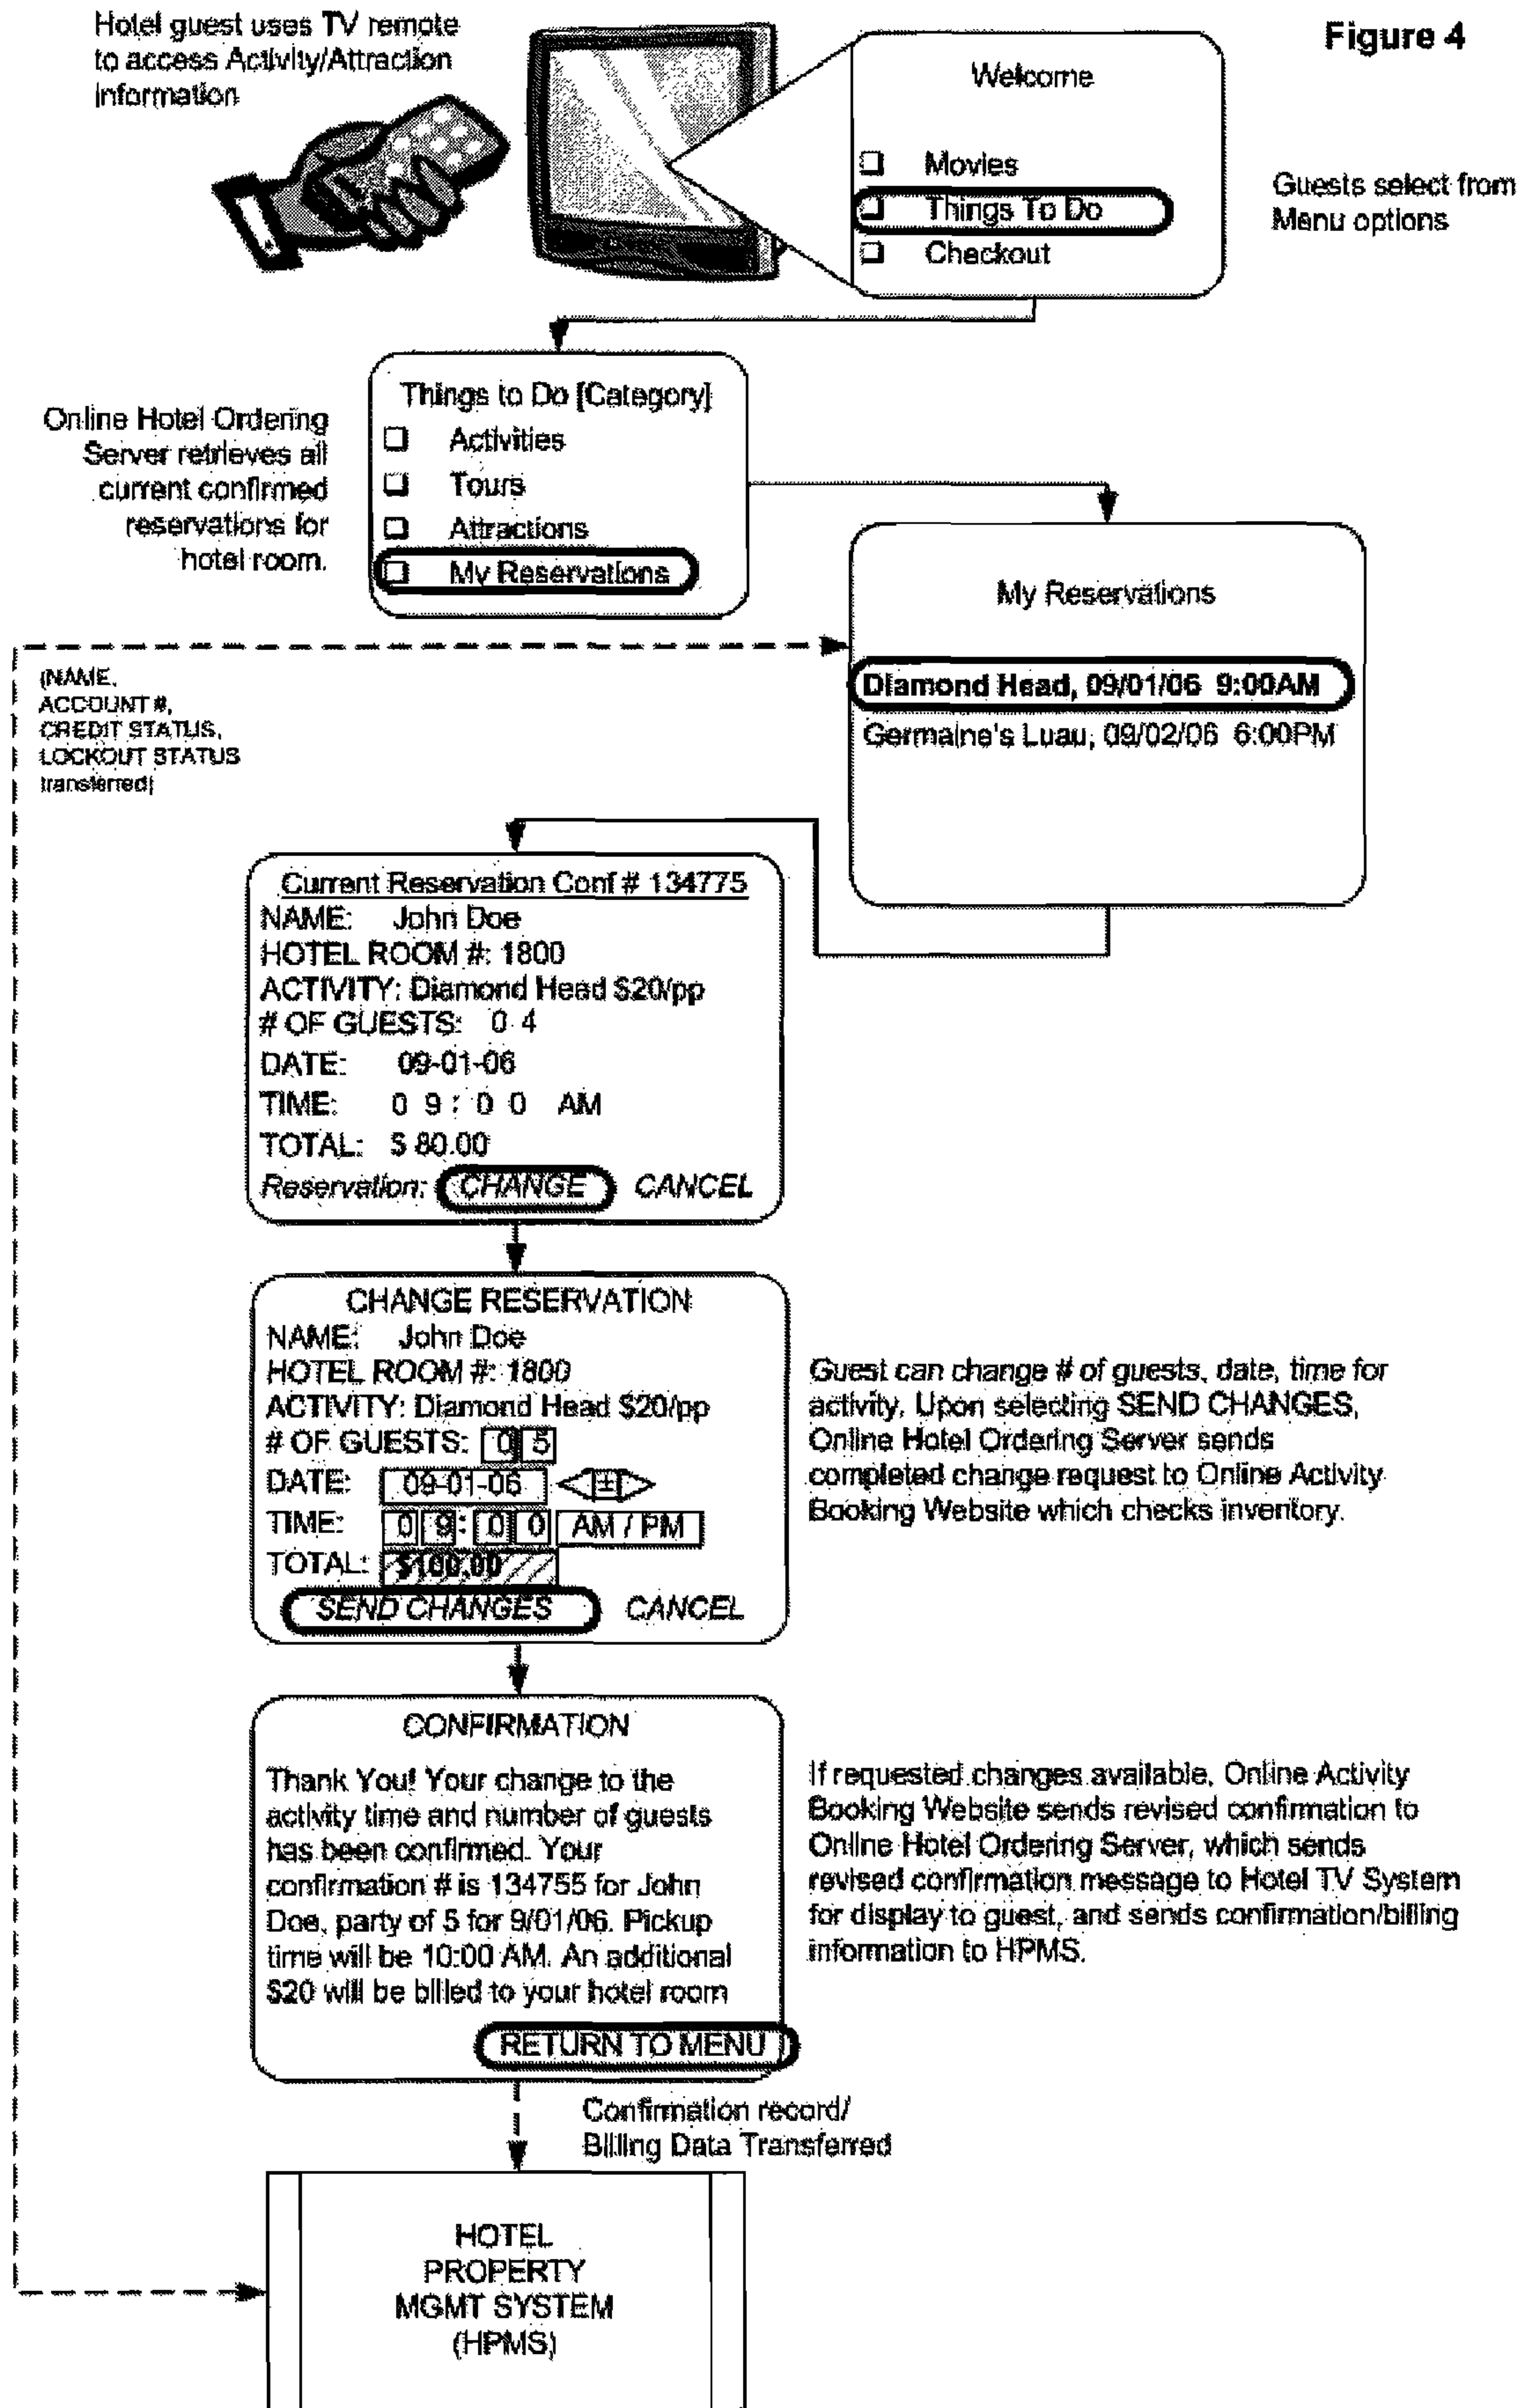 Hotel guest uses TV remote
to access Activity/Attraction
information
Figure 4
Welcome
Movies
Things To Do
Checkout
Guests select from
Menu options
Online Hotel Ordering
Server retrieves all
current confirmed
reservations for
hotel room.
Things to Do [Category]
Activities
Tours
Attractions
My Reservations
My Reservations
Diamond Head, 09/01/06 9:00AM
Germaine's Luau, 09/02/06 6:00PM
(NAME,
ACCOUNT #,
CREDIT STATUS,
LOCKOUT STATUS
transferred)
Current Reservation Conf # 134775
NAME: John Doe
HOTEL ROOM #: 1800
ACTIVITY: Diamond Head $20/pp
# OF GUESTS: 0 4
DATE: 09-01-06
TIME: 0 9 : 0 0 AM
TOTAL: $ 80.00
Reservation: CHANGE CANCEL
CHANGE RESERVATION
NAME: John Doe
HOTEL ROOM #: 1800
ACTIVITY: Diamond Head $20/pp
# OF GUESTS: 0 5
DATE: 09-01-06 ±
TIME: 0 9 : 0 0 AM / PM
TOTAL: $100.00
SEND CHANGES CANCEL
Guest can change # of guests, date, time for
activity. Upon selecting SEND CHANGES,
Online Hotel Ordering Server sends
completed change request to Online Activity
Booking Website which checks inventory.
CONFIRMATION
Thank You! Your change to the
activity time and number of guests
has been confirmed. Your
confirmation # is 134755 for John
Doe, party of 5 for 9/01/06. Pickup
time will be 10:00 AM. An additional
$20 will be billed to your hotel room
RETURN TO MENU
If requested changes available, Online Activity
Booking Website sends revised confirmation to
Online Hotel Ordering Server, which sends
revised confirmation message to Hotel TV System
for display to guest, and sends confirmation/billing
information to HPMS.
Confirmation record/
Billing Data Transferred
HOTEL
PROPERTY
MGMT SYSTEM
(HPMS)